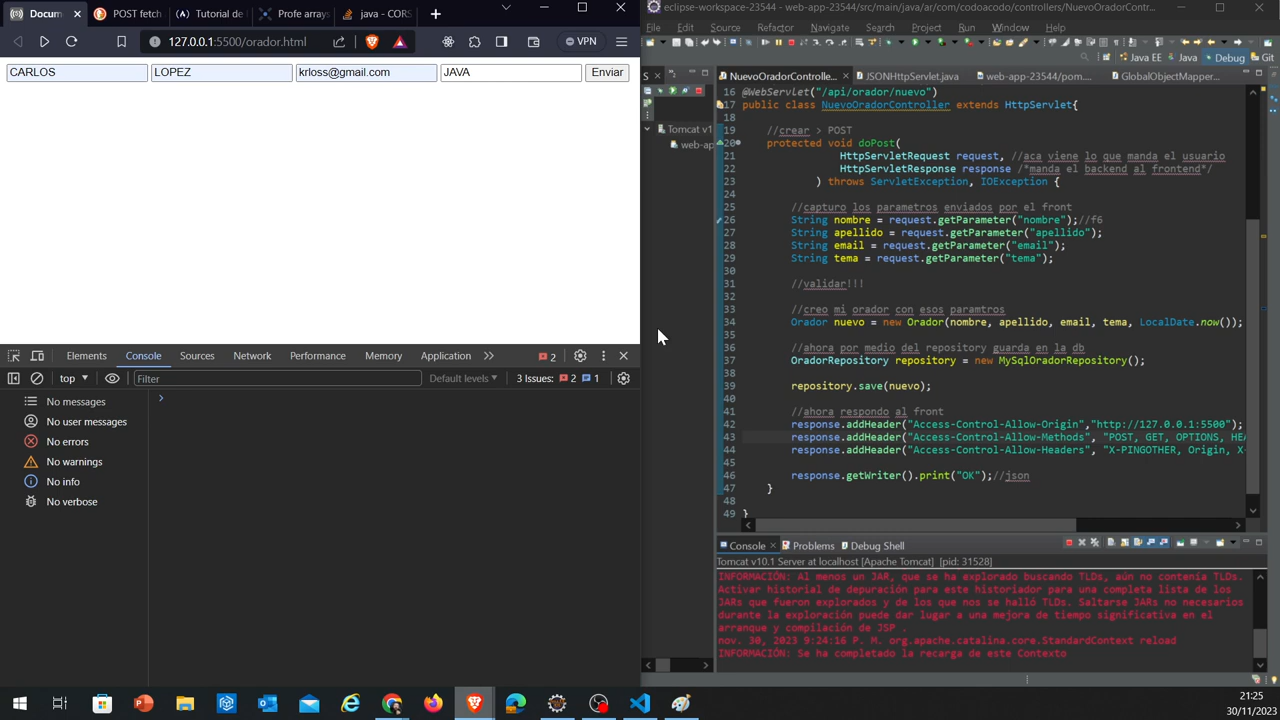 Docum
POST fetch
Tutorial de
Profe arrays
java - CORS
127.0.0.1:5500/orador.html
VPN
CARLOS
LOPEZ
krloss@gmail.com
JAVA
Enviar
Elements
Console
Sources
Network
Performance
Memory
Application
2
top
Filter
Default levels
3 Issues:
2
1
No messages
No user messages
No errors
No warnings
No info
No verbose
eclipse-workspace-23544 - web-app-23544/src/main/java/ar/com/codoacodo/controllers/NuevoOradorContr...
File Edit Source Refactor Navigate Search Project Run Window Help
Java EE
Java
Debug
Git
S
NuevoOradorControlle...
JSONHttpServlet.java
web-app-23544/pom....
GlobalObjectMapper...
Tomcat v1
web-ap
16 @WebServlet("/api/orador/nuevo")
17 public class NuevoOradorController extends HttpServlet{
18
19 //crear > POST
20 protected void doPost(
21 HttpServletRequest request, //aca viene lo que manda el usuario
22 HttpServletResponse response /*manda el backend al frontend*/
23 ) throws ServletException, IOException {
24
25 //capturo los parametros enviados por el front
26 String nombre = request.getParameter("nombre");//f6
27 String apellido = request.getParameter("apellido");
28 String email = request.getParameter("email");
29 String tema = request.getParameter("tema");
30
31 //validar!!!
32
33 //creo mi orador con esos paramtros
34 Orador nuevo = new Orador(nombre, apellido, email, tema, LocalDate.now());
35
36 //ahora por medio del repository guarda en la db
37 OradorRepository repository = new MySqlOradorRepository();
38
39 repository.save(nuevo);
40
41 //ahora respondo al front
42 response.addHeader("Access-Control-Allow-Origin","http://127.0.0.1:5500");
43 response.addHeader("Access-Control-Allow-Methods", "POST, GET, OPTIONS, HEA
44 response.addHeader("Access-Control-Allow-Headers", "X-PINGOTHER, Origin, X-
45
46 response.getWriter().print("OK");//json
47 }
48
49 }
Console
Problems
Debug Shell
Tomcat v10.1 Server at localhost [Apache Tomcat] [pid: 31528]
INFORMACIÓN: Al menos un JAR, que se ha explorado buscando TLDs, aún no contenía TLDs.
Activar historial de depuración para este historiador para una completa lista de los
JARs que fueron explorados y de los que nos se halló TLDs. Saltarse JARs no necesarios
durante la exploración puede dar lugar a una mejora de tiempo significativa en el
arranque y compilación de JSP .
nov. 30, 2023 9:24:16 P. M. org.apache.catalina.core.StandardContext reload
INFORMACIÓN: Se ha completado la recarga de este Contexto
21:25
30/11/2023